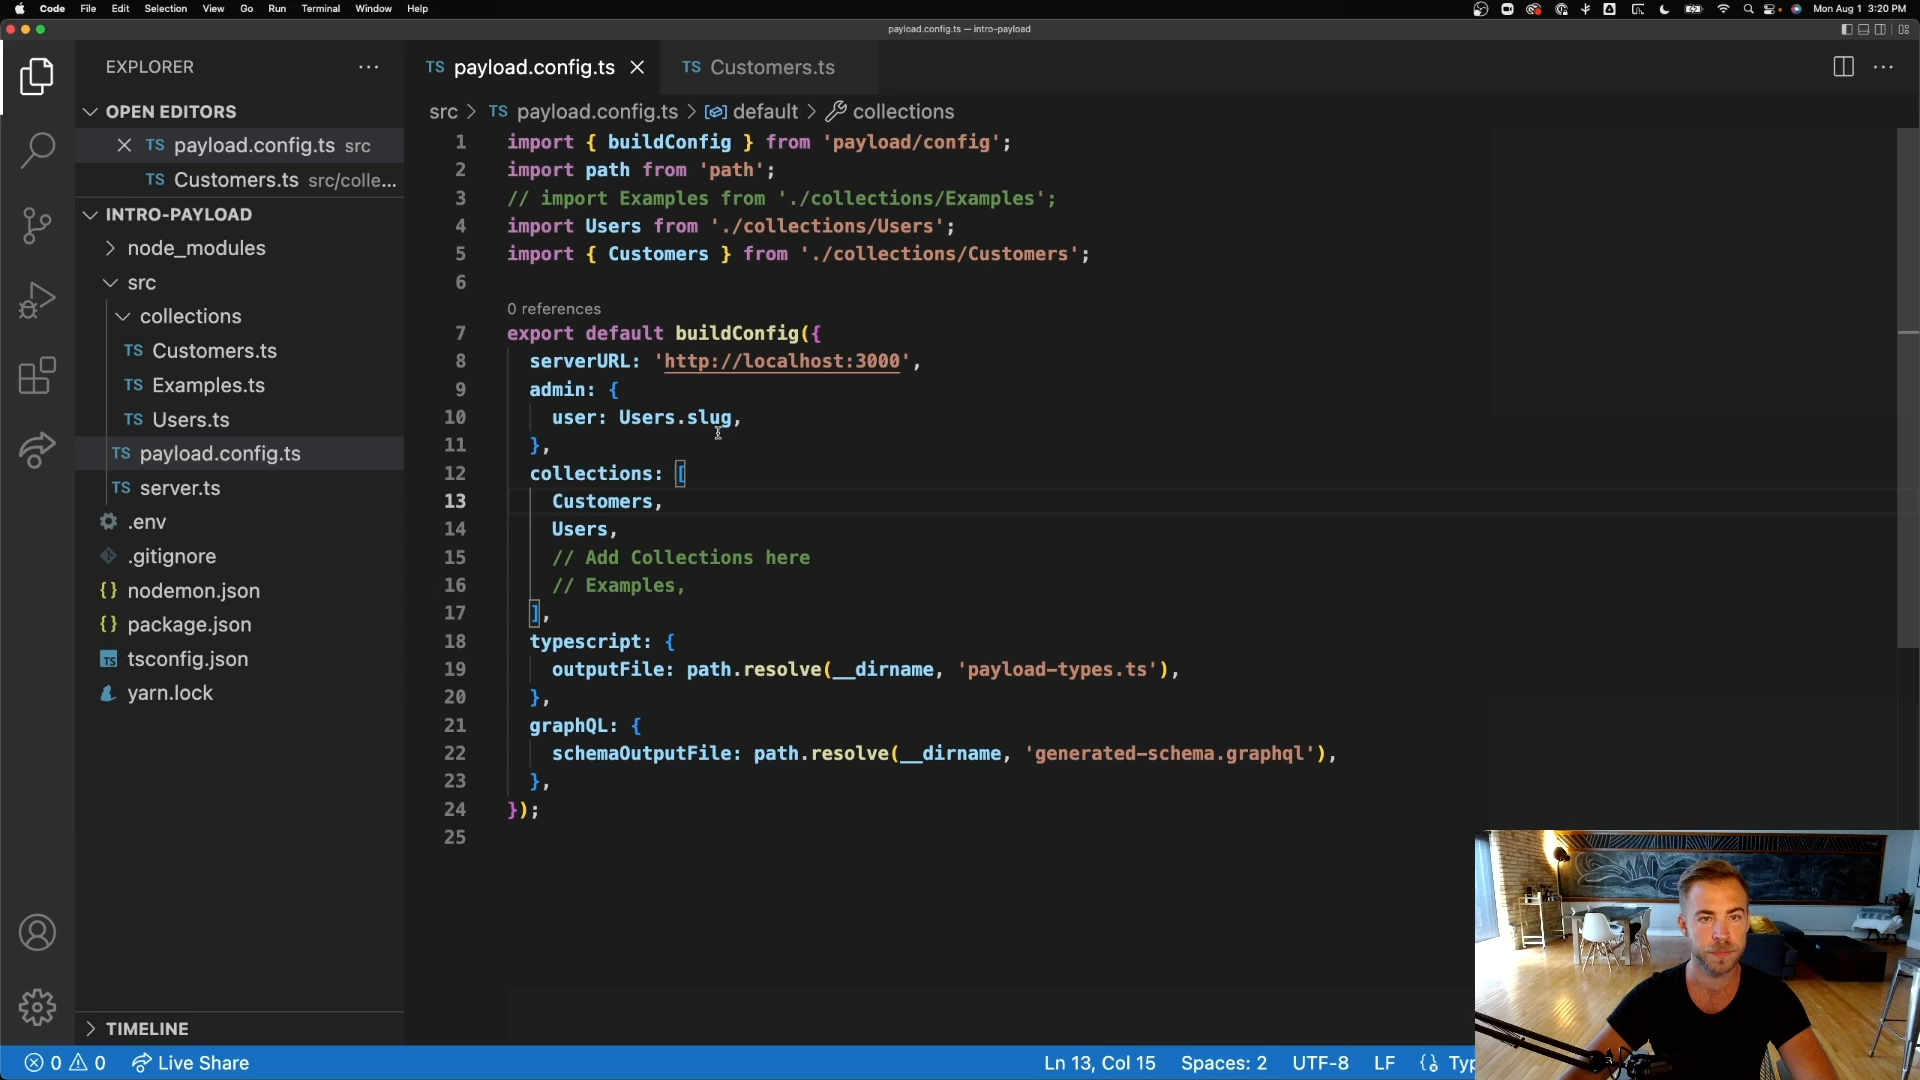 Code File Edit Selection View Go Run Terminal Window Help
Mon Aug 1 3:20 PM
payload.config.ts — intro-payload
EXPLORER
OPEN EDITORS
TS payload.config.ts src
TS Customers.ts src/colle...
INTRO-PAYLOAD
node_modules
src
collections
TS Customers.ts
TS Examples.ts
TS Users.ts
TS payload.config.ts
TS server.ts
.env
.gitignore
{} nodemon.json
{} package.json
TS tsconfig.json
yarn.lock
TIMELINE
TS payload.config.ts
TS Customers.ts
src > TS payload.config.ts > default > collections
1 import { buildConfig } from 'payload/config';
2 import path from 'path';
3 // import Examples from './collections/Examples';
4 import Users from './collections/Users';
5 import { Customers } from './collections/Customers';
6
0 references
7 export default buildConfig({
8 serverURL: 'http://localhost:3000',
9 admin: {
10 user: Users.slug,
11 },
12 collections: [
13 Customers,
14 Users,
15 // Add Collections here
16 // Examples,
17 ],
18 typescript: {
19 outputFile: path.resolve(__dirname, 'payload-types.ts'),
20 },
21 graphQL: {
22 schemaOutputFile: path.resolve(__dirname, 'generated-schema.graphql'),
23 },
24 });
25
0 0 Live Share
Ln 13, Col 15 Spaces: 2 UTF-8 LF Typ